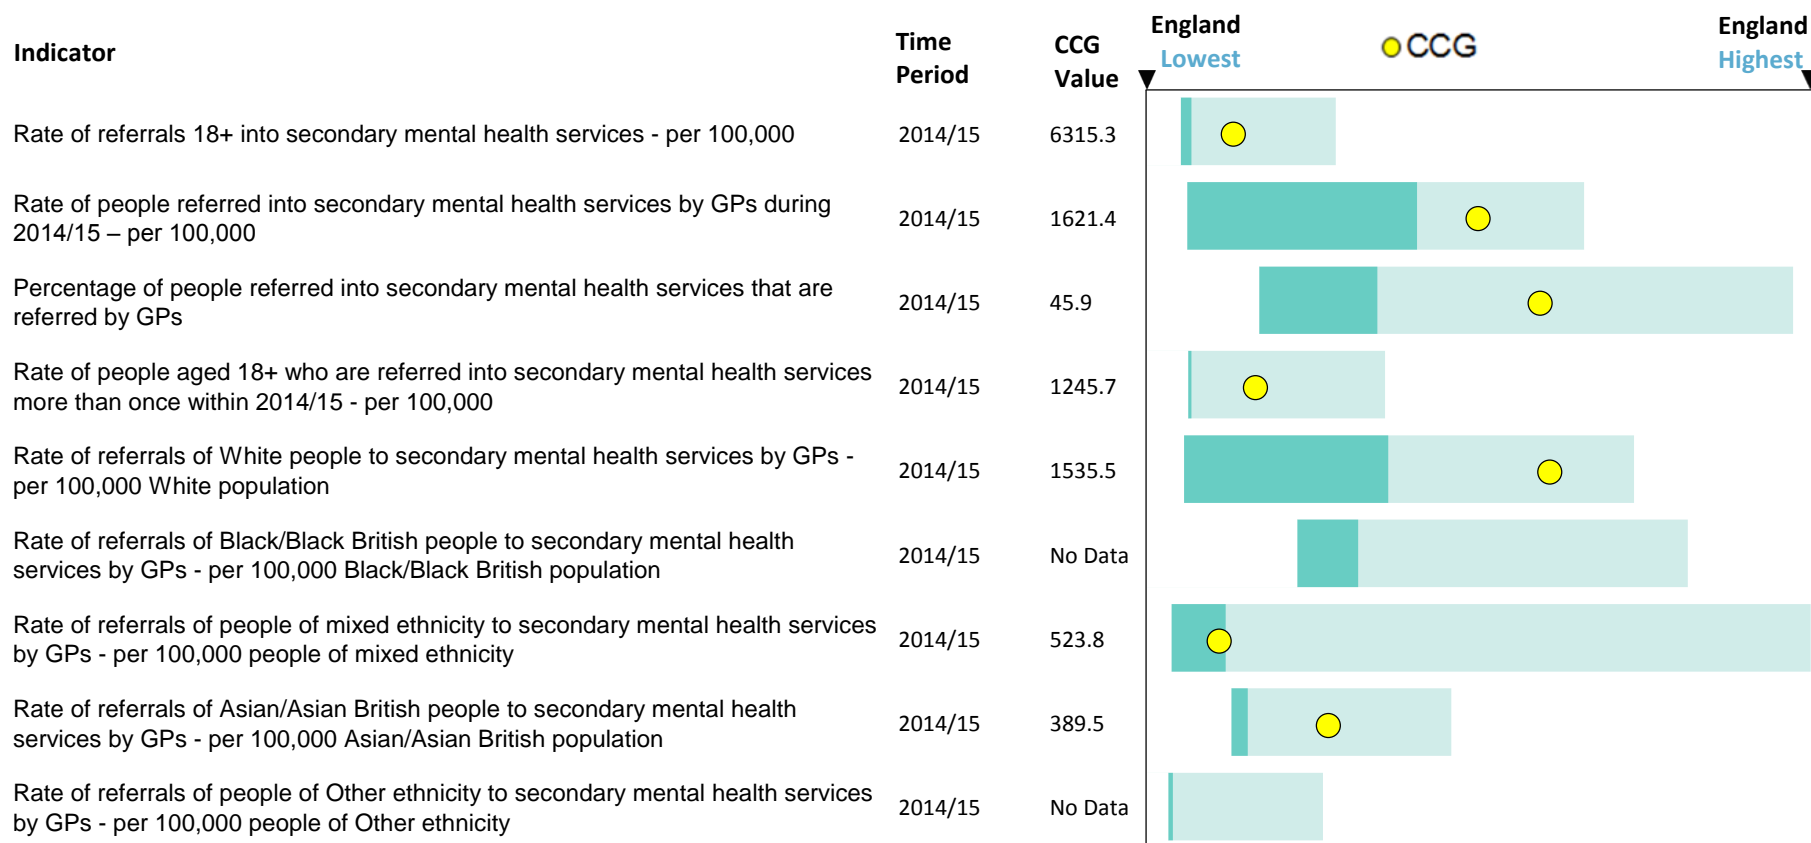 Indicator
Time
Period
CCG
Value
England
Lowest
CCG
England
Highest
Rate of referrals 18+ into secondary mental health services - per 100,000
2014/15
6315.3
Rate of people referred into secondary mental health services by GPs during
2014/15 – per 100,000
2014/15
1621.4
Percentage of people referred into secondary mental health services that are
referred by GPs
2014/15
45.9
Rate of people aged 18+ who are referred into secondary mental health services
more than once within 2014/15 - per 100,000
2014/15
1245.7
Rate of referrals of White people to secondary mental health services by GPs -
per 100,000 White population
2014/15
1535.5
Rate of referrals of Black/Black British people to secondary mental health
services by GPs - per 100,000 Black/Black British population
2014/15
No Data
Rate of referrals of people of mixed ethnicity to secondary mental health services
by GPs - per 100,000 people of mixed ethnicity
2014/15
523.8
Rate of referrals of Asian/Asian British people to secondary mental health
services by GPs - per 100,000 Asian/Asian British population
2014/15
389.5
Rate of referrals of people of Other ethnicity to secondary mental health services
by GPs - per 100,000 people of Other ethnicity
2014/15
No Data